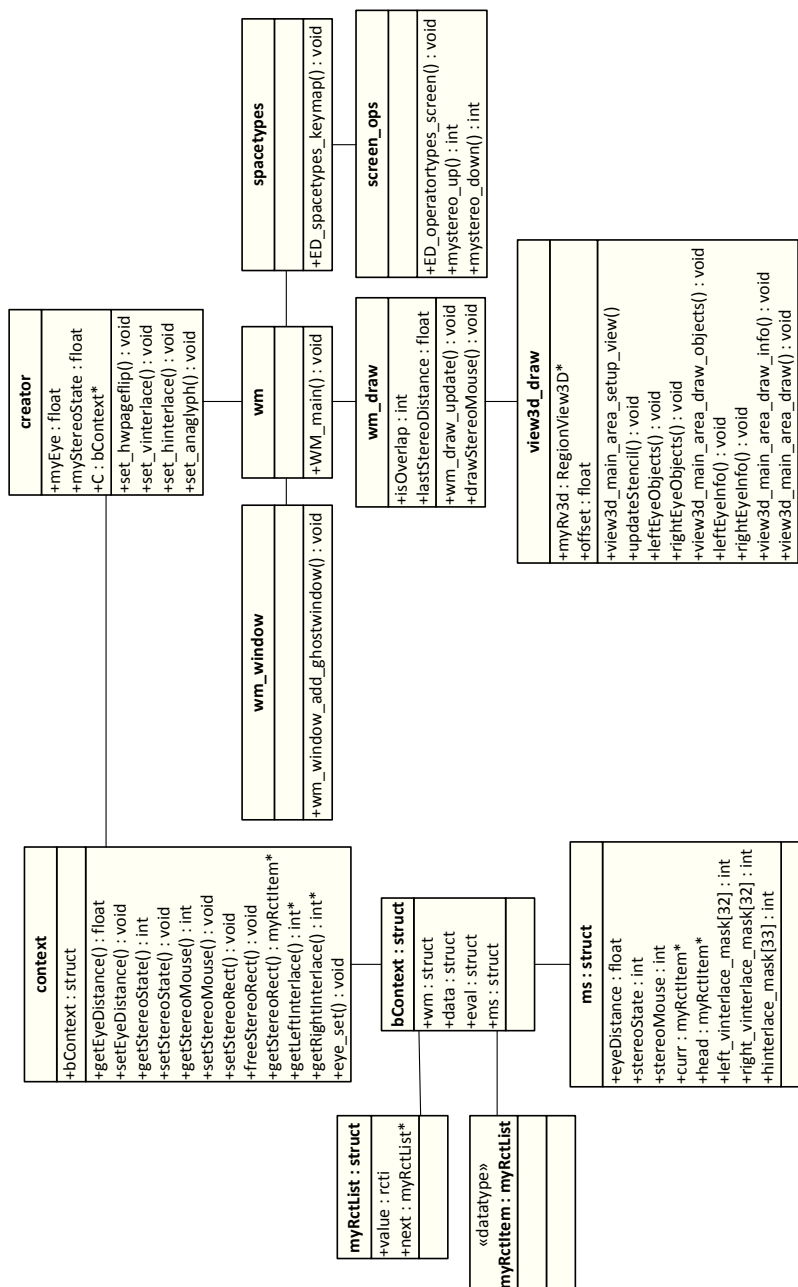 context
+bContext : struct
+getEyeDistance() : float
+setEyeDistance() : void
+getStereoState() : int
+setStereoState() : void
+getStereoMouse() : int
+setStereoMouse() : void
+setStereoRect() : void
+freeStereoRect() : void
+getStereoRect() : myRctItem*
+getLeftInterlace() : int*
+getRightInterlace() : int*
+eye_set() : void
creator
+myEye : float
+myStereoState : float
+C : bContext*
+set_hwpageflip() : void
+set_vinterlace() : void
+set_hinterlace() : void
+set_anaglyph() : void
wm_window
+wm_window_add_ghostwindow() : void
wm
+WM_main() : void
spacetypes
+ED_spacetypes_keymap() : void
myRctList : struct
+value : rcti
+next : myRctList*
bContext : struct
+wm : struct
+data : struct
+eval : struct
+ms : struct
wm_draw
+isOverlap : int
+lastStereoDistance : float
+wm_draw_update() : void
+drawStereoMouse() : void
screen_ops
+ED_operatortypes_screen() : void
+mystereo_up() : int
+mystereo_down() : int
«datatype»
myRctItem : myRctList
ms : struct
+eyeDistance : float
+stereoState : int
+stereoMouse : int
+curr : myRctItem*
+head : myRctItem*
+left_vinterlace_mask[32] : int
+right_vinterlace_mask[32] : int
+hinterlace_mask[33] : int
view3d_draw
+myRv3d : RegionView3D*
+offset : float
+view3d_main_area_setup_view()
+updateStencil() : void
+leftEyeObjects() : void
+rightEyeObjects() : void
+view3d_main_area_draw_objects() : void
+leftEyeInfo() : void
+rightEyeInfo() : void
+view3d_main_area_draw_info() : void
+view3d_main_area_draw() : void